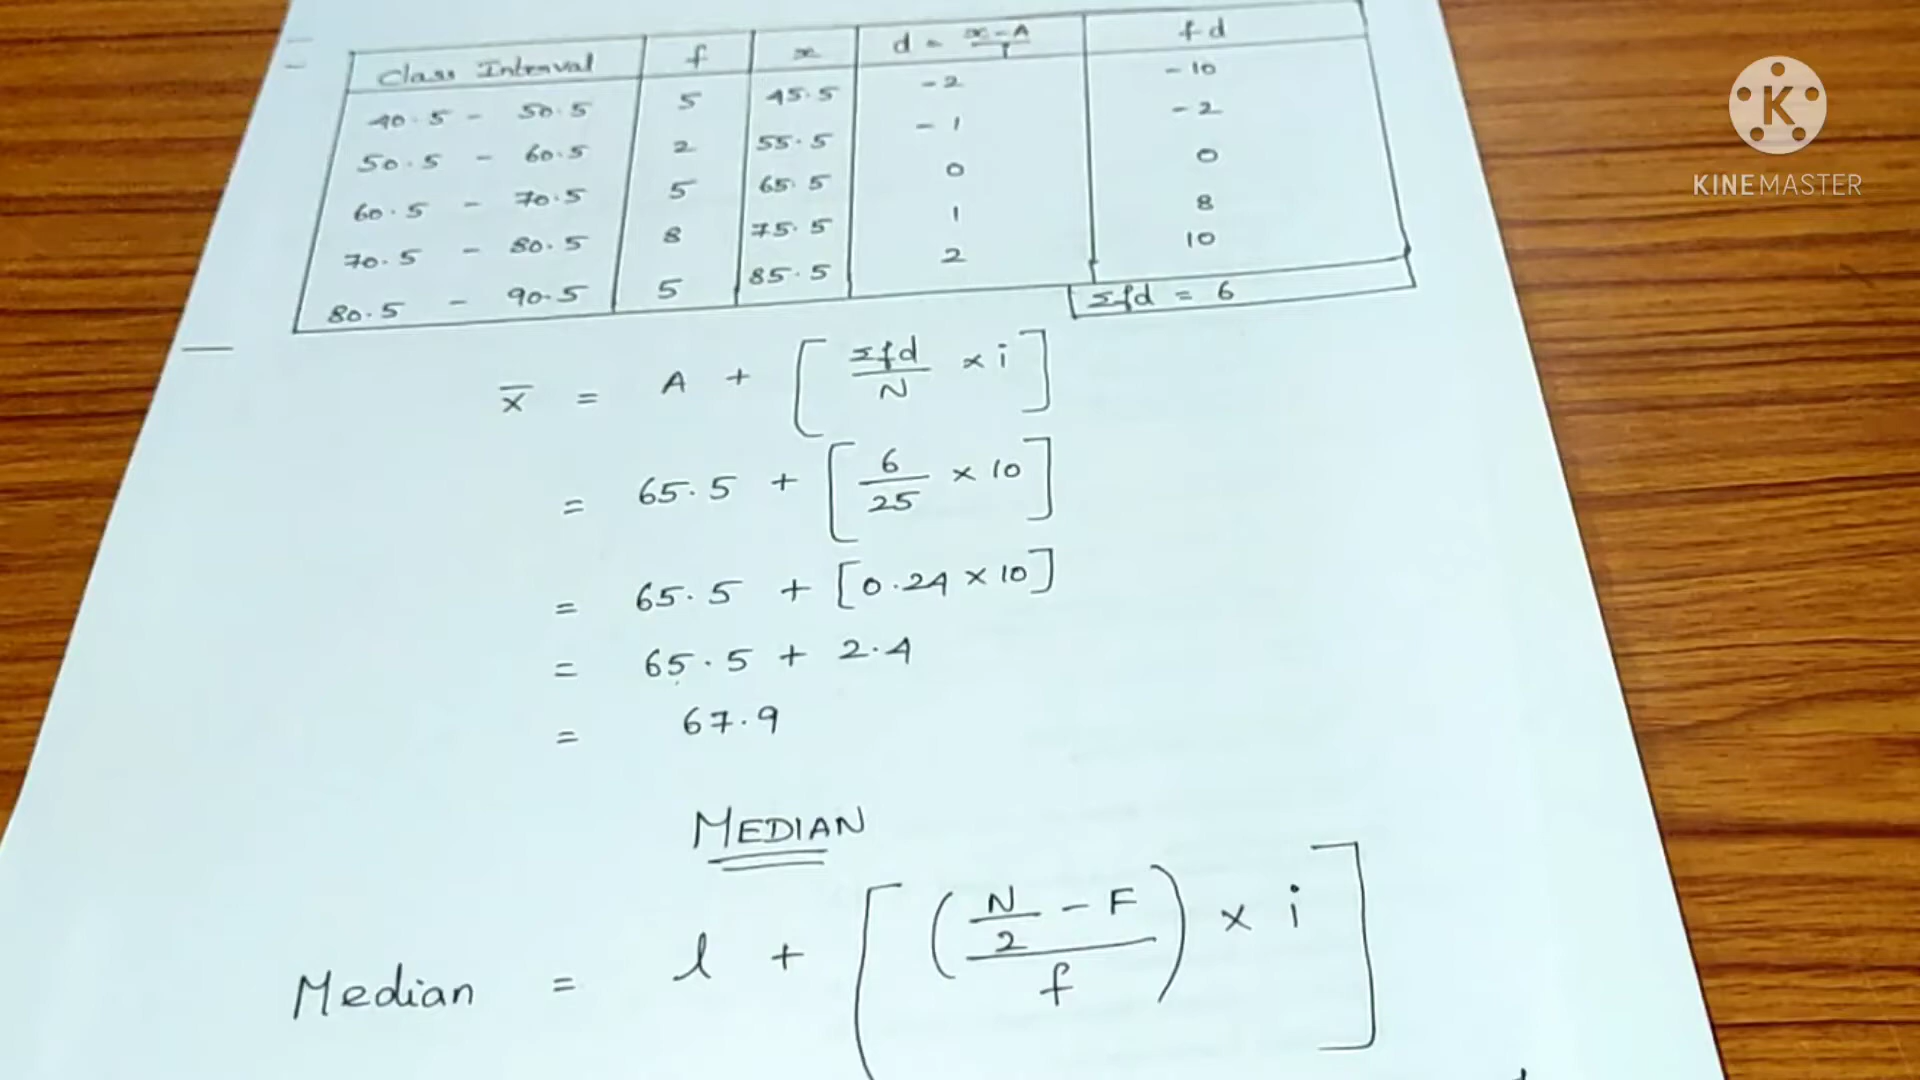 Class Interval f x d = x - A / i fd
40.5 - 50.5 5 45.5 -2 -10
50.5 - 60.5 2 55.5 -1 -2
60.5 - 70.5 5 65.5 0 0
70.5 - 80.5 8 75.5 1 8
80.5 - 90.5 5 85.5 2 10
Σfd = 6
K
KINEMASTER
x̄ = A + [ Σfd / N × i ]
= 65.5 + [ 6 / 25 × 10 ]
= 65.5 + [0.24 × 10]
= 65.5 + 2.4
= 67.9
MEDIAN
Median = l + [ ( N / 2 - F / f ) × i ]